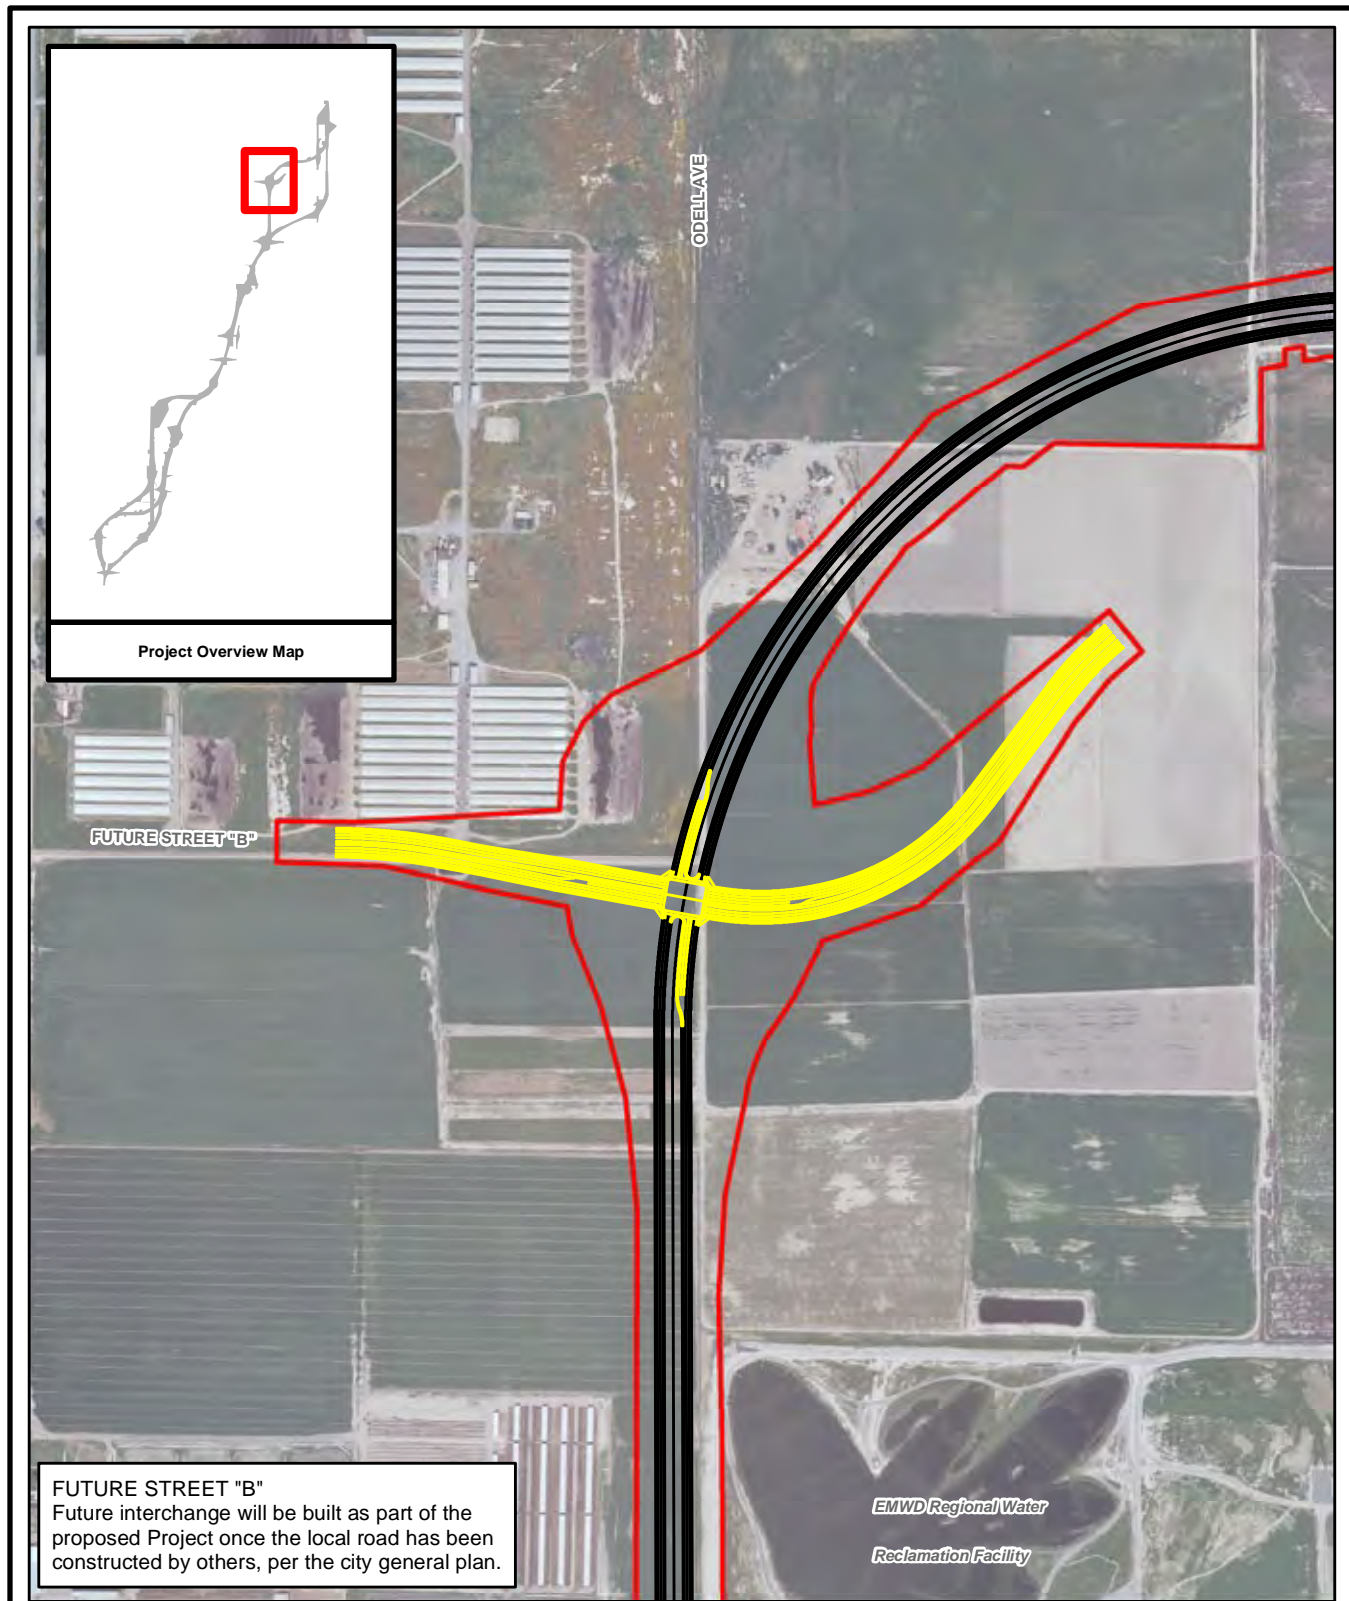 ODELL AVE
Project Overview Map
FUTURE STREET "B"
FUTURE STREET "B"
Future interchange will be built as part of the
proposed Project once the local road has been
constructed by others, per the city general plan.
EMWD Regional Water
Reclamation Facility